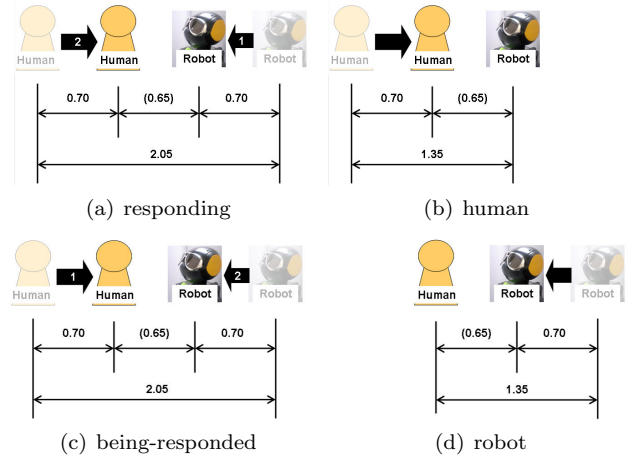 2 1
Human Human Robot Robot
0.70 (0.65) 0.70
2.05
(a) responding
Human Human Robot
0.70 (0.65)
1.35
(b) human
1 2
Human Human Robot Robot
0.70 (0.65) 0.70
2.05
(c) being-responded
Human Robot Robot
(0.65) 0.70
1.35
(d) robot